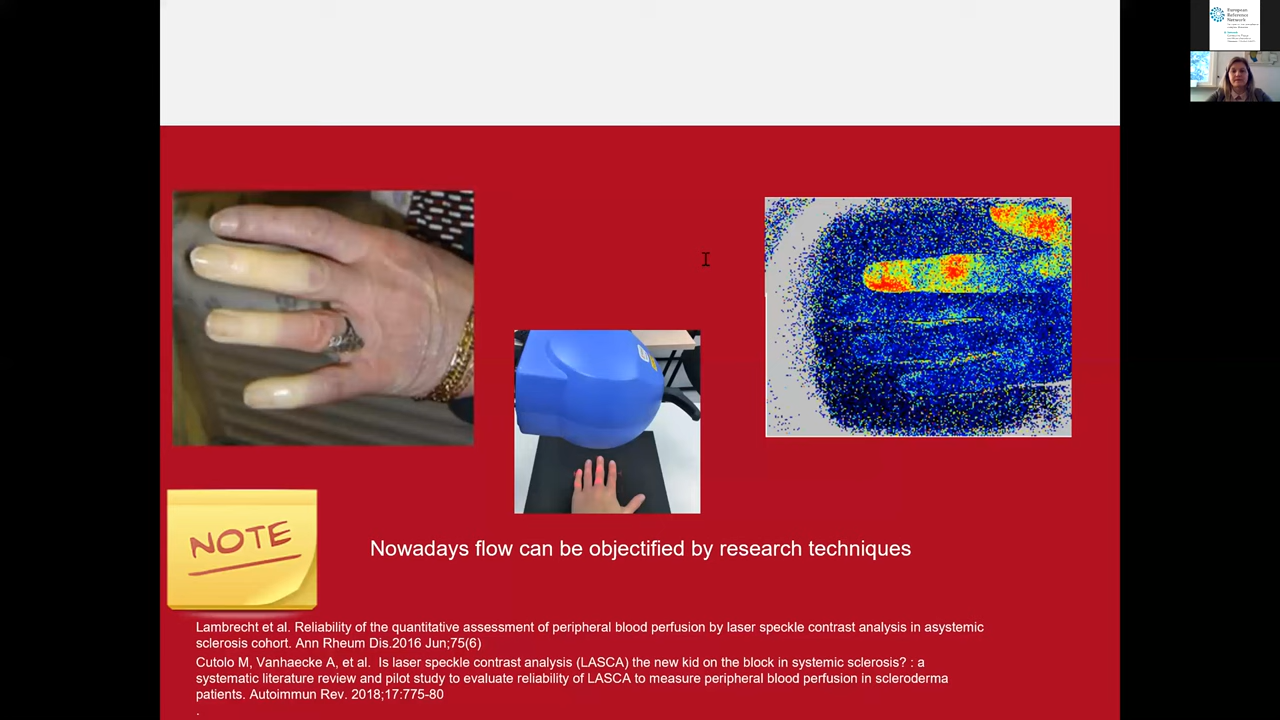 European
Reference
Network
NOTE
Nowadays flow can be objectified by research techniques
Lambrecht et al. Reliability of the quantitative assessment of peripheral blood perfusion by laser speckle contrast analysis in asystemic
sclerosis cohort. Ann Rheum Dis.2016 Jun;75(6)
Cutolo M, Vanhaecke A, et al. Is laser speckle contrast analysis (LASCA) the new kid on the block in systemic sclerosis? : a
systematic literature review and pilot study to evaluate reliability of LASCA to measure peripheral blood perfusion in scleroderma
patients. Autoimmun Rev. 2018;17:775-80
.